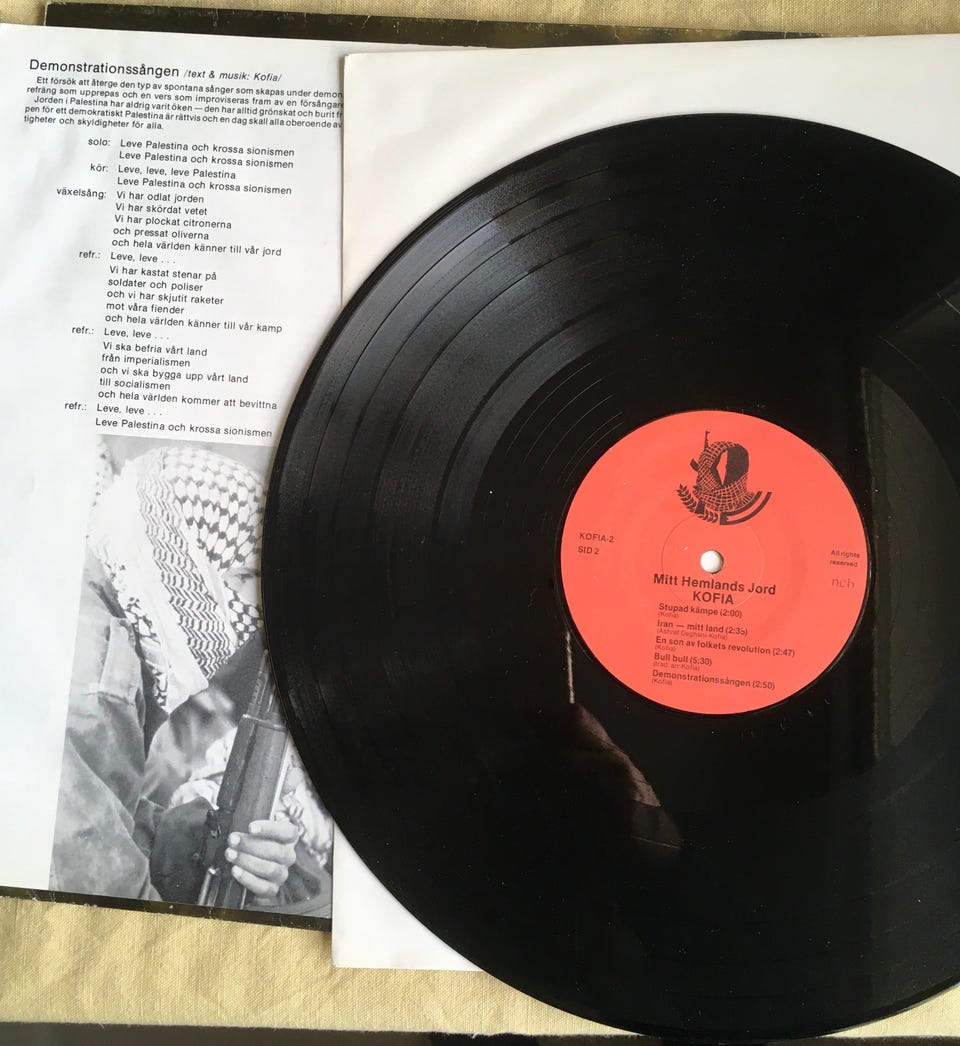 Demonstrationssången /text & musik: Kofia/
Ett försök att återge den typ av spontana sånger som skapas under demon
refräng som upprepas och en vers som improviseras fram av en försångare
Jorden i Palestina har aldrig varit öken — den har alltid grönskat och burit fr
pen för ett demokratiskt Palestina är rättvis och en dag skall alla oberoende av
tigheter och skyldigheter för alla.
solo: Leve Palestina och krossa sionismen
Leve Palestina och krossa sionismen
kör: Leve, leve, leve Palestina
Leve Palestina och krossa sionismen
växelsång: Vi har odlat jorden
Vi har skördat vetet
Vi har plockat citronerna
och pressat oliverna
och hela världen känner till vår jord
refr.: Leve, leve . . .
Vi har kastat stenar på
soldater och poliser
och vi har skjutit raketer
mot våra fiender
och hela världen känner till vår kamp
refr.: Leve, leve . . .
Vi ska befria vårt land
från imperialismen
och vi ska bygga upp vårt land
till socialismen
och hela världen kommer att bevittna
refr.: Leve, leve . . .
Leve Palestina och krossa sionismen
KOFIA-2
SID 2
All rights
reserved
ncb
Mitt Hemlands Jord
KOFIA
Stupad kämpe (2:00)
(Kofia)
Iran — mitt land (2:35)
(Ashraf Deghani-Kofia)
En son av folkets revolution (2:47)
(Kofia)
Bull bull (5:30)
(trad. arr Kofia)
Demonstrationssången (2:50)
(Kofia)